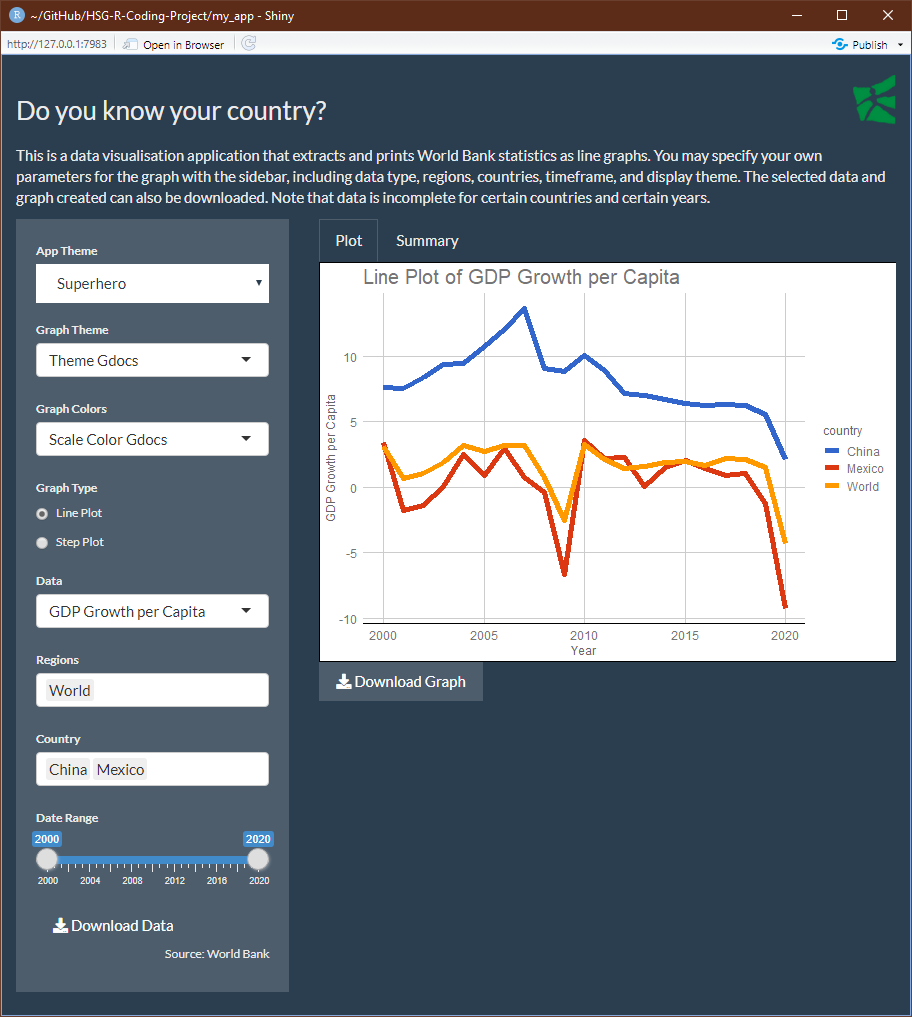 R ~/GitHub/HSG-R-Coding-Project/my_app - Shiny
http://127.0.0.1:7983 Open in Browser Publish
Do you know your country?
This is a data visualisation application that extracts and prints World Bank statistics as line graphs. You may specify your own
parameters for the graph with the sidebar, including data type, regions, countries, timeframe, and display theme. The selected data and
graph created can also be downloaded. Note that data is incomplete for certain countries and certain years.
App Theme
Superhero
Graph Theme
Theme Gdocs
Graph Colors
Scale Color Gdocs
Graph Type
Line Plot
Step Plot
Data
GDP Growth per Capita
Regions
World
Country
China Mexico
Date Range
2000 2020
2000 2004 2008 2012 2016 2020
Download Data
Source: World Bank
Plot Summary
Line Plot of GDP Growth per Capita
GDP Growth per Capita
10
5
0
-5
-10
2000 2005 2010 2015 2020
Year
country
China
Mexico
World
Download Graph